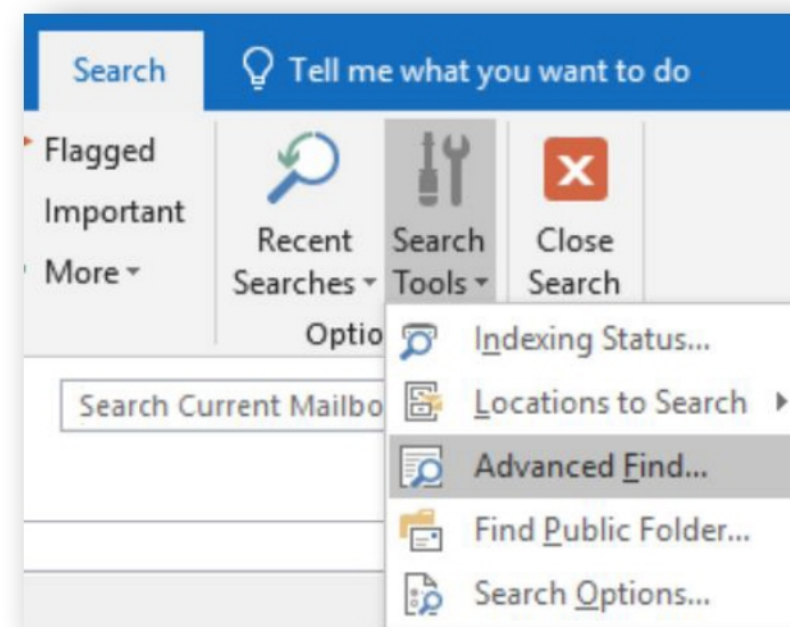 Search
Tell me what you want to do
Flagged
Important
More
Recent
Searches
Search
Tools
Close
Search
Optio
Search Current Mailbo
Indexing Status...
Locations to Search
Advanced Find...
Find Public Folder...
Search Options...